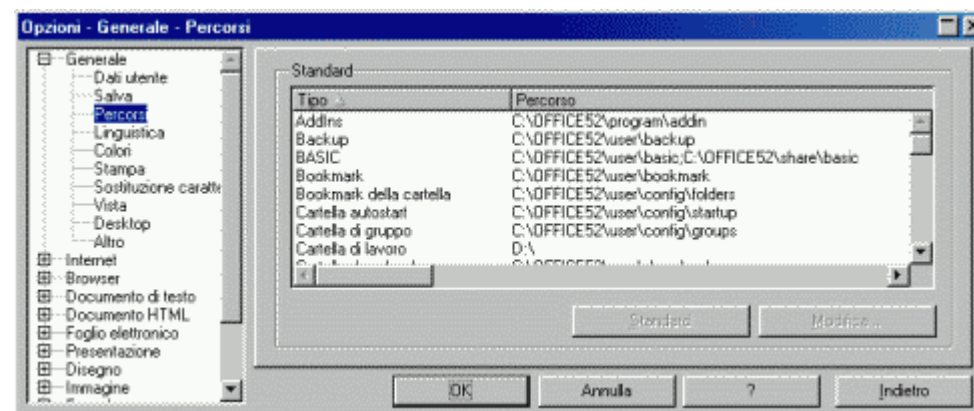 Opzioni - Generale - Percorsi
Generale
Dati utente
Salva
Percorsi
Linguistica
Colori
Stampa
Sostituzione caratte
Vista
Desktop
Altro
Internet
Browser
Documento di testo
Documento HTML
Foglio elettronico
Presentazione
Disegno
Immagine
Standard
Tipo Percorso
AddIns C:\OFFICE52\program\addin
Backup C:\OFFICE52\user\backup
BASIC C:\OFFICE52\user\basic;C:\OFFICE52\share\basic
Bookmark C:\OFFICE52\user\bookmark
Bookmark della cartella C:\OFFICE52\user\config\folders
Cartella autostart C:\OFFICE52\user\config\startup
Cartella di gruppo C:\OFFICE52\user\config\groups
Cartella di lavoro D:\
Standard Modifica...
OK Annulla ? Indietro